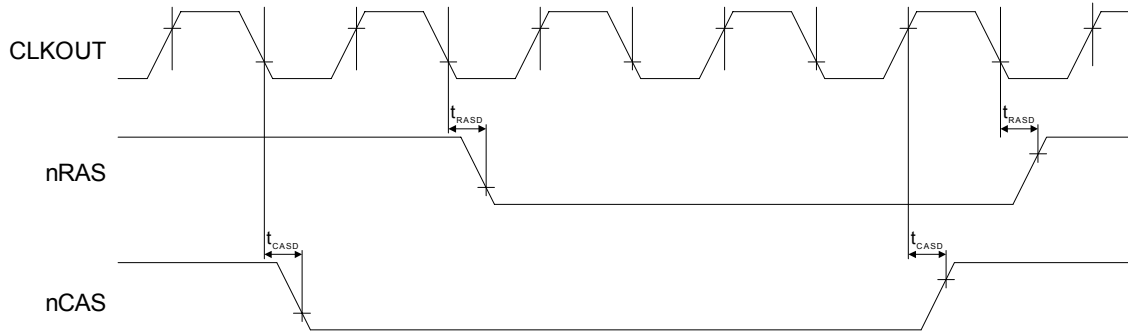 CLKOUT
tRASD
tRASD
nRAS
tCASD
tCASD
nCAS